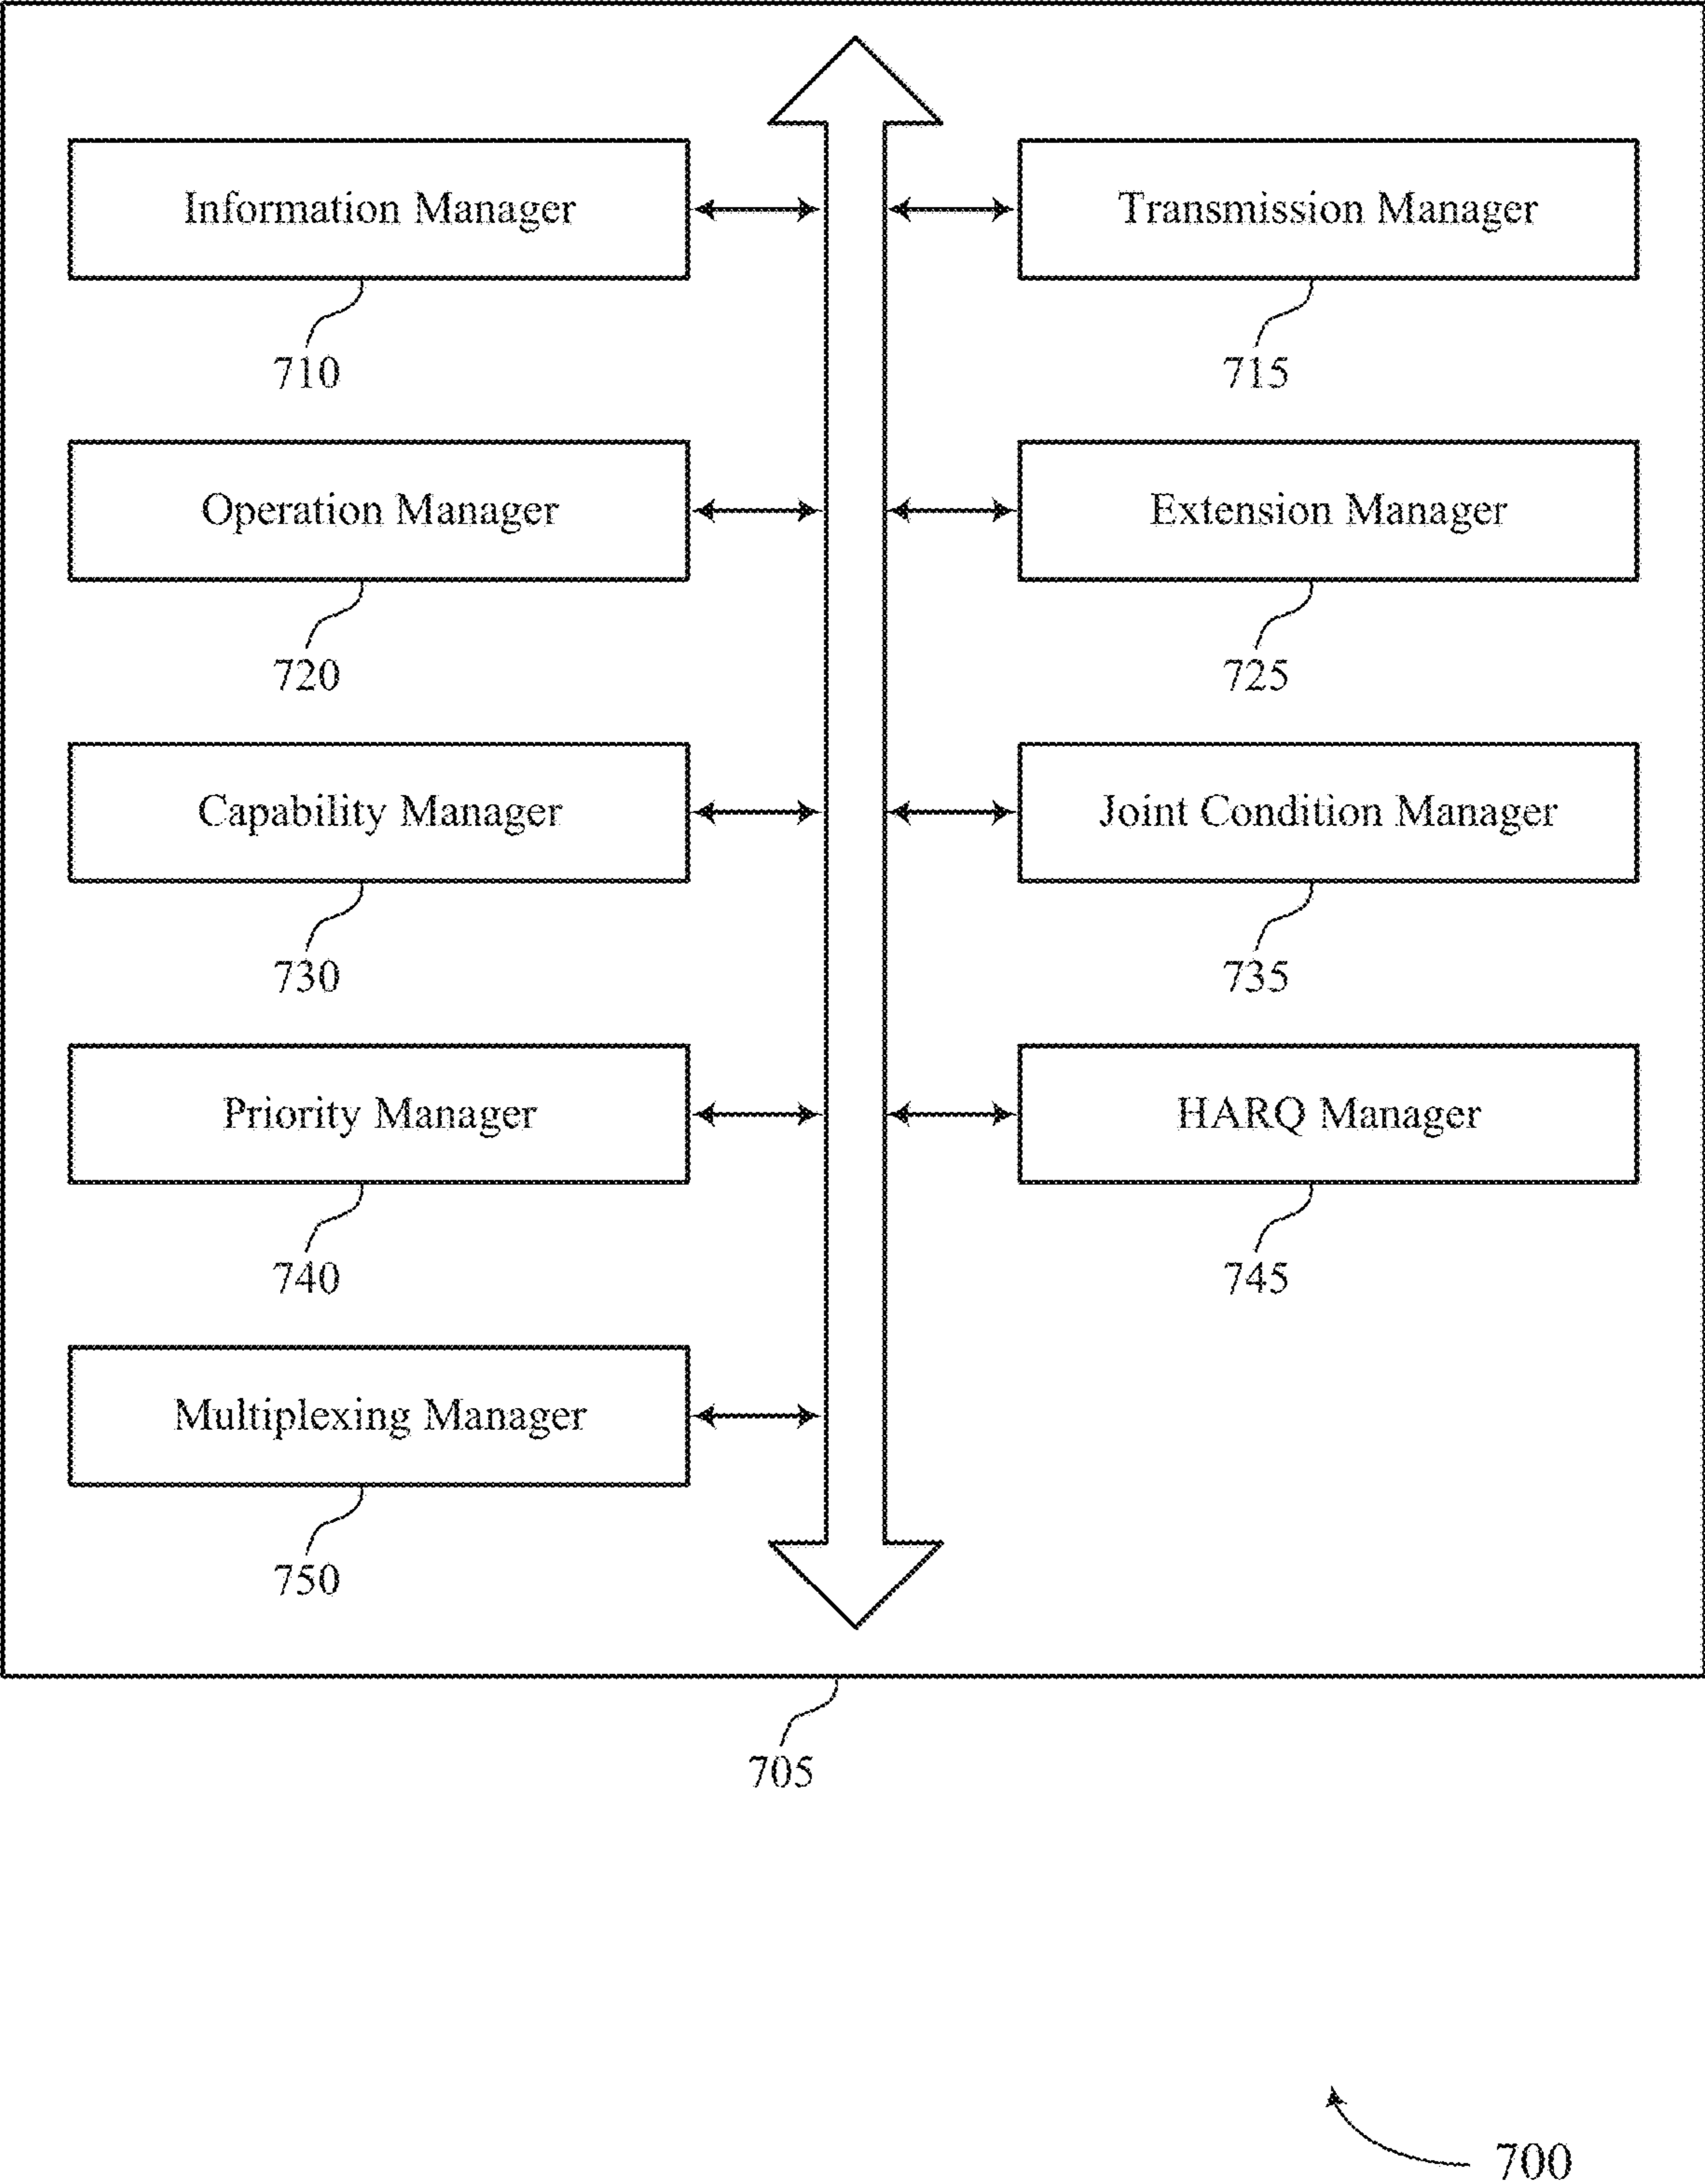 Information Manager
Transmission Manager
710
715
Operation Manager
Extension Manager
720
725
Capability Manager
Joint Condition Manager
730
735
Priority Manager
HARQ Manager
740
745
Multiplexing Manager
750
705
700